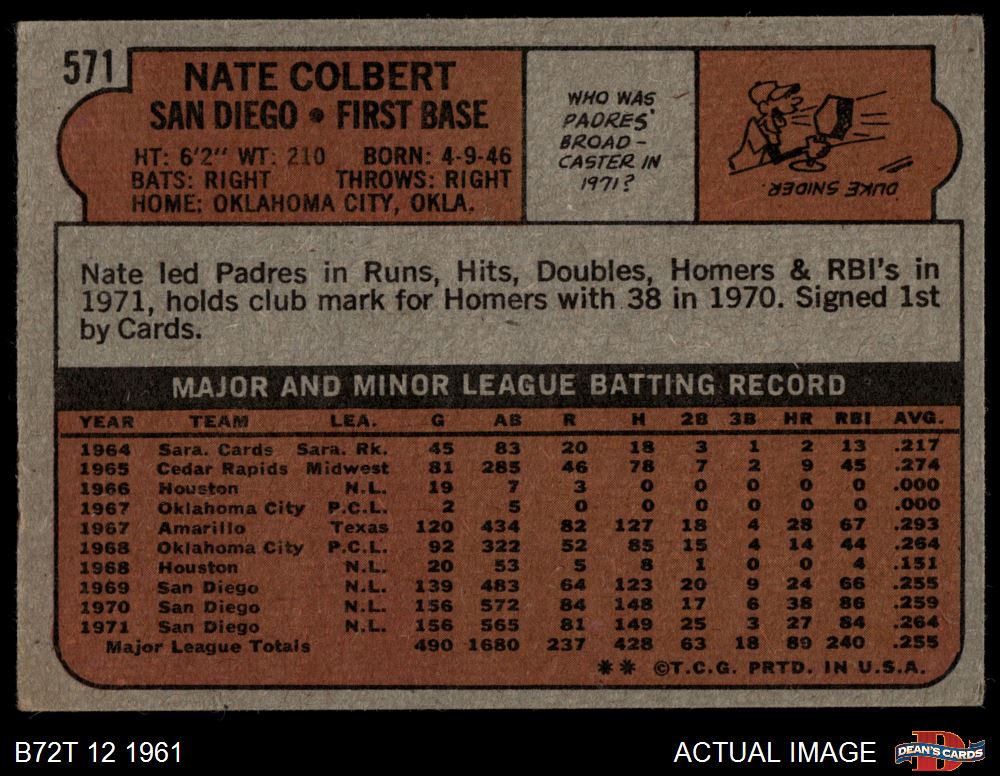 571
NATE COLBERT
SAN DIEGO • FIRST BASE
HT: 6'2" WT: 210 BORN: 4-9-46
BATS: RIGHT THROWS: RIGHT
HOME: OKLAHOMA CITY, OKLA.
WHO WAS
PADRES'
BROAD-
CASTER IN
1971?
DUKE SNIDER.
Nate led Padres in Runs, Hits, Doubles, Homers & RBI's in
1971, holds club mark for Homers with 38 in 1970. Signed 1st
by Cards.
MAJOR AND MINOR LEAGUE BATTING RECORD
YEAR TEAM LEA. G AB R H 2B 3B HR RBI AVG.
1964 Sara. Cards Sara. Rk. 45 83 20 18 3 1 2 13 .217
1965 Cedar Rapids Midwest 81 285 46 78 7 2 9 45 .274
1966 Houston N.L. 19 7 3 0 0 0 0 0 .000
1967 Oklahoma City P.C.L. 2 5 0 0 0 0 0 0 .000
1967 Amarillo Texas 120 434 82 127 18 4 28 67 .293
1968 Oklahoma City P.C.L. 92 322 52 85 15 4 14 44 .264
1968 Houston N.L. 20 53 5 8 1 0 0 4 .151
1969 San Diego N.L. 139 483 64 123 20 9 24 66 .255
1970 San Diego N.L. 156 572 84 148 17 6 38 86 .259
1971 San Diego N.L. 156 565 81 149 25 3 27 84 .264
Major League Totals 490 1680 237 428 63 18 89 240 .255
** ©T.C.G. PRTD. IN U.S.A.
B72T 12 1961
ACTUAL IMAGE
DEAN'S CARDS